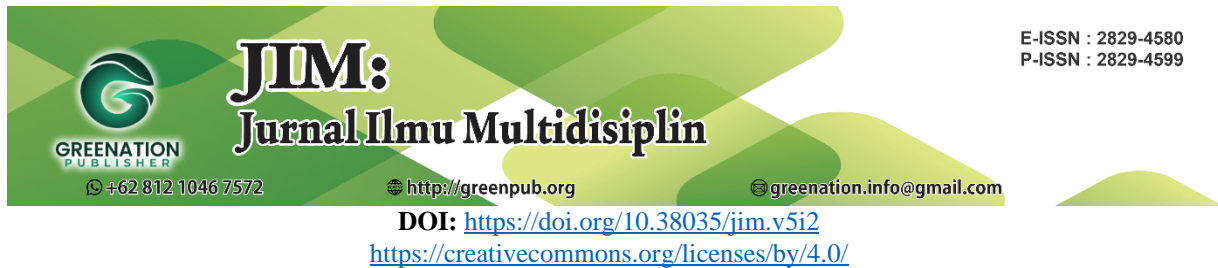 E-ISSN : 2829-4580
P-ISSN : 2829-4599
JIM:
Jurnal Ilmu Multidisiplin
GREENATION
PUBLISHER
+62 812 1046 7572
http://greenpub.org
greenation.info@gmail.com
DOI: https://doi.org/10.38035/jim.v5i2
https://creativecommons.org/licenses/by/4.0/